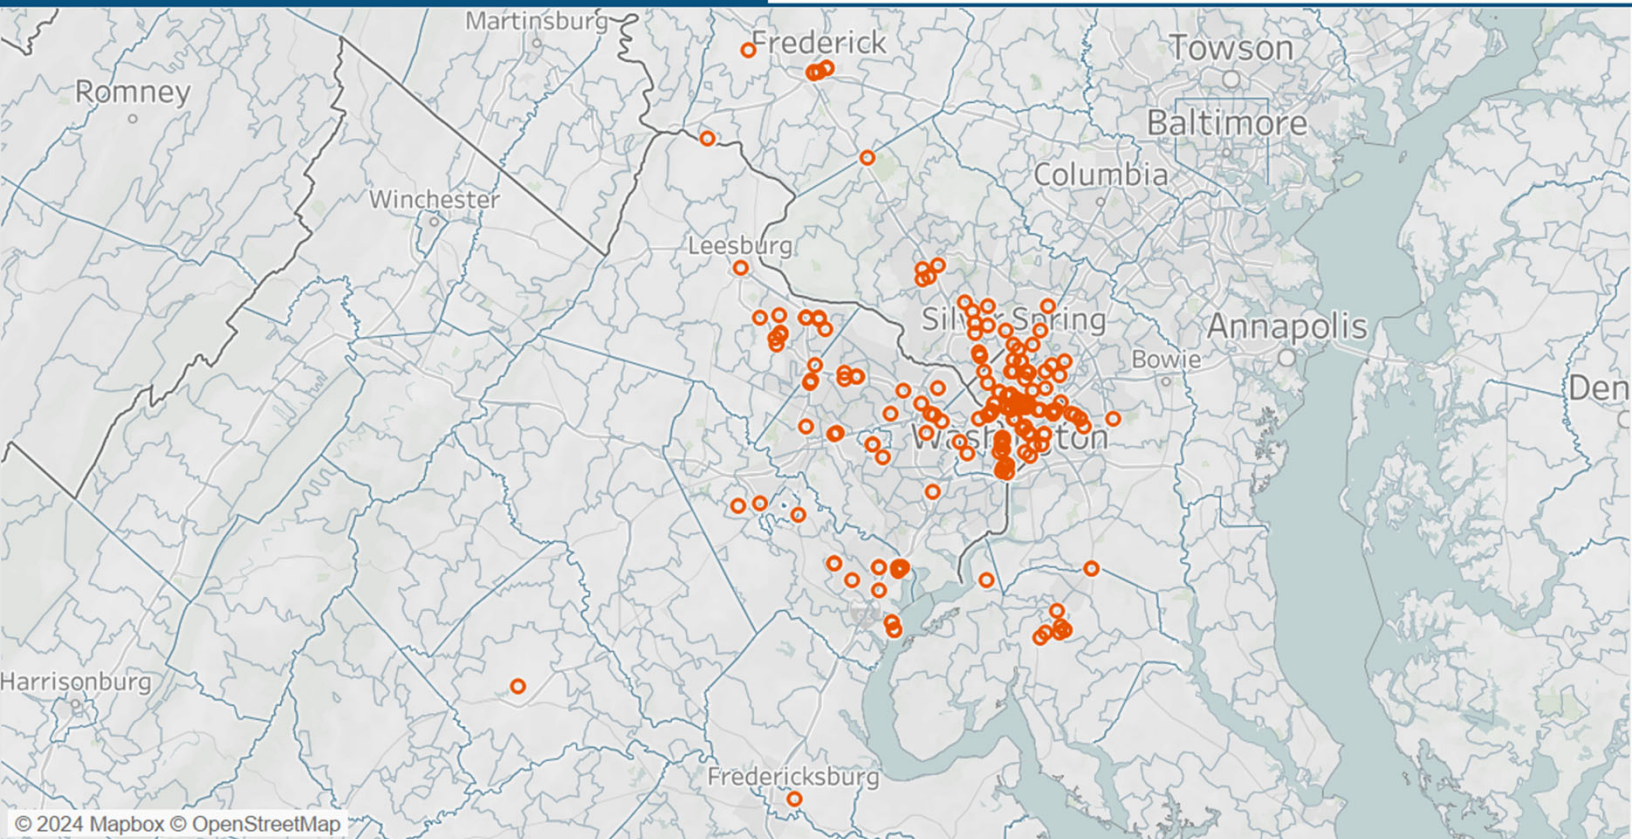 Martinsburg
Frederick
Towson
Romney
Baltimore
Columbia
Winchester
Leesburg
Silver Spring
Annapolis
Bowie
Den
Washington
Harrisonburg
Fredericksburg
© 2024 Mapbox © OpenStreetMap